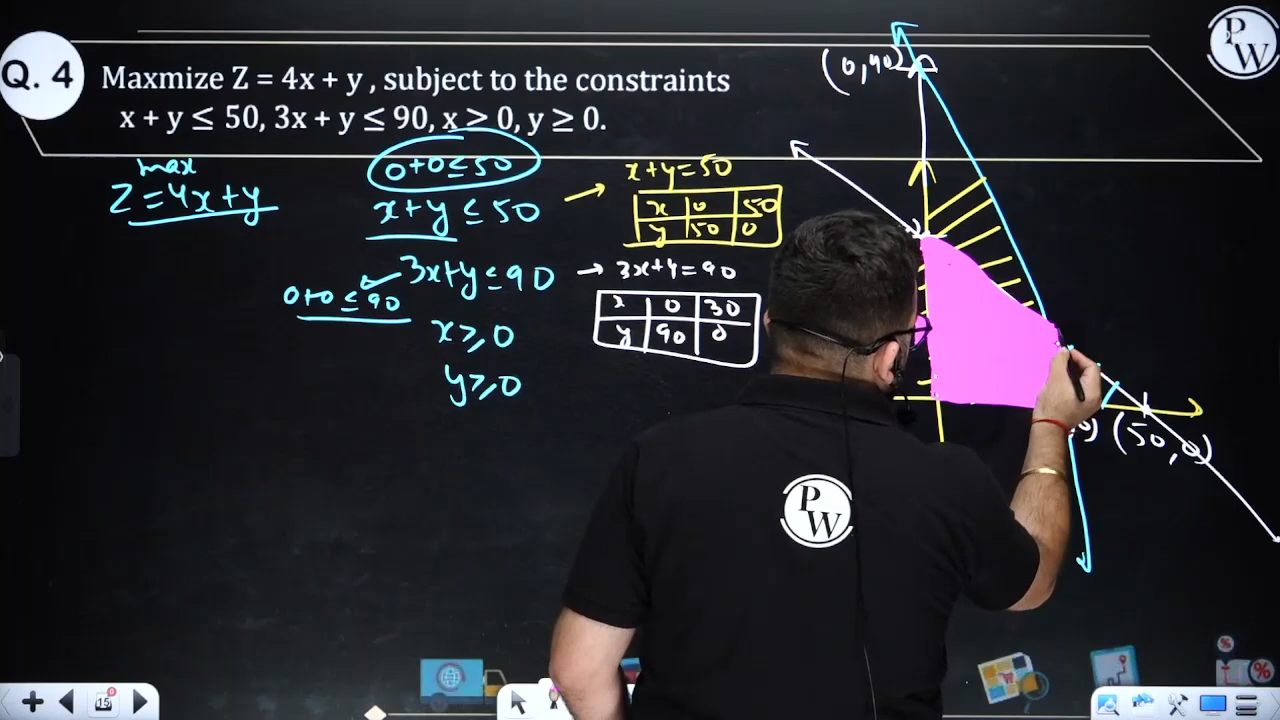 Q. 4
Maxmize Z = 4x + y , subject to the constraints
x + y ≤ 50, 3x + y ≤ 90, x > 0, y ≥ 0.
PW
max
Z = 4x+y
0+0 ≤ 50
x+y ≤ 50
3x+y ≤ 90
0+0 ≤ 90
x ≥ 0
y ≥ 0
x+y = 50
x 0 50
y 50 0
3x+y = 90
x 0 30
y 90 0
(0,90)
0) (50, 0)
PW
15